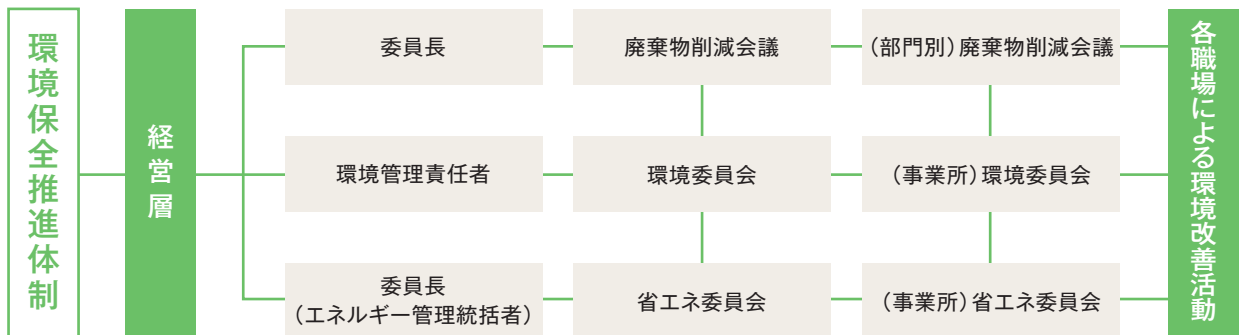 環境保全推進体制
経営層
委員長
廃棄物削減会議
(部門別)廃棄物削減会議
環境管理責任者
環境委員会
(事業所)環境委員会
委員長
(エネルギー管理統括者)
省エネ委員会
(事業所)省エネ委員会
各職場による環境改善活動